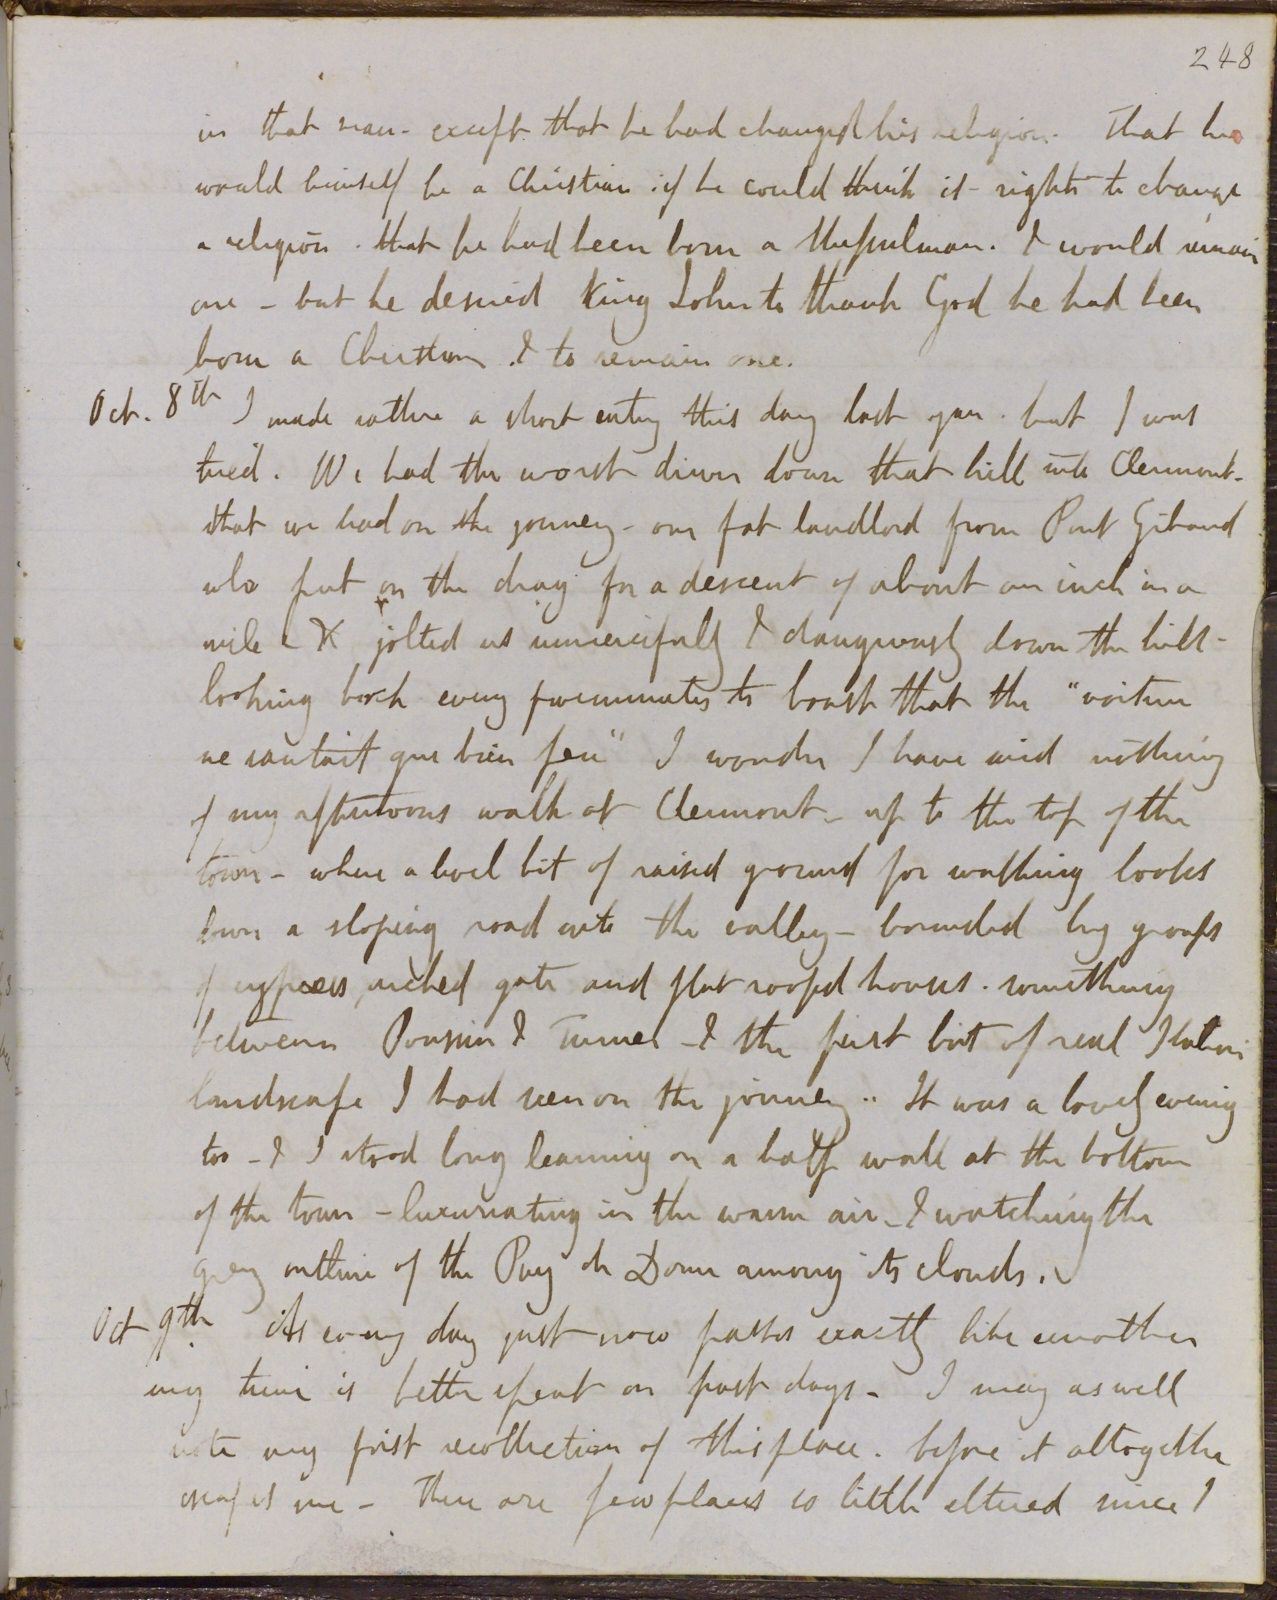 248
in that man - except that he had changed his religion. That he
would himself be a Christian if he could think it right to change
a religion. that he had been born a Mussulman. & would remain
one - but he desired King John to thank God he had been
born a Christian & to remain one.
Oct. 8th I made rather a short entry this day last year. but I was
tired. We had the worst driver down that hill into Clermont -
that we had on the journey - our fat landlord from Pont Gibaud
who put on the drag for a descent of about an inch in a
mile & jolted us unmercifully & dangerously down the hill -
looking back every five minutes to boast that the "voiture
ne sautait que bien peu" I wonder I have said nothing
of my afternoons walk at Clermont - up to the top of the
town - where a level bit of raised ground for walking looks
down a sloping road into the valley - bounded by groups
of cypress, arched gate and flat roofed houses. something
between Poussin & Turner - & the first bit of real Italian
landscape I had seen on the journey.. It was a lovely evening
too - & I stood long leaning on a half wall at the bottom
of the town - luxuriating in the warm air - & watching the
grey outline of the Puy de Dome among its clouds.
Oct 9th. As every day just now passes exactly like another
my time is better spent on past days - I may as well
note my first recollection of this place. before it altogether
escapes me - There are few places so little altered since I